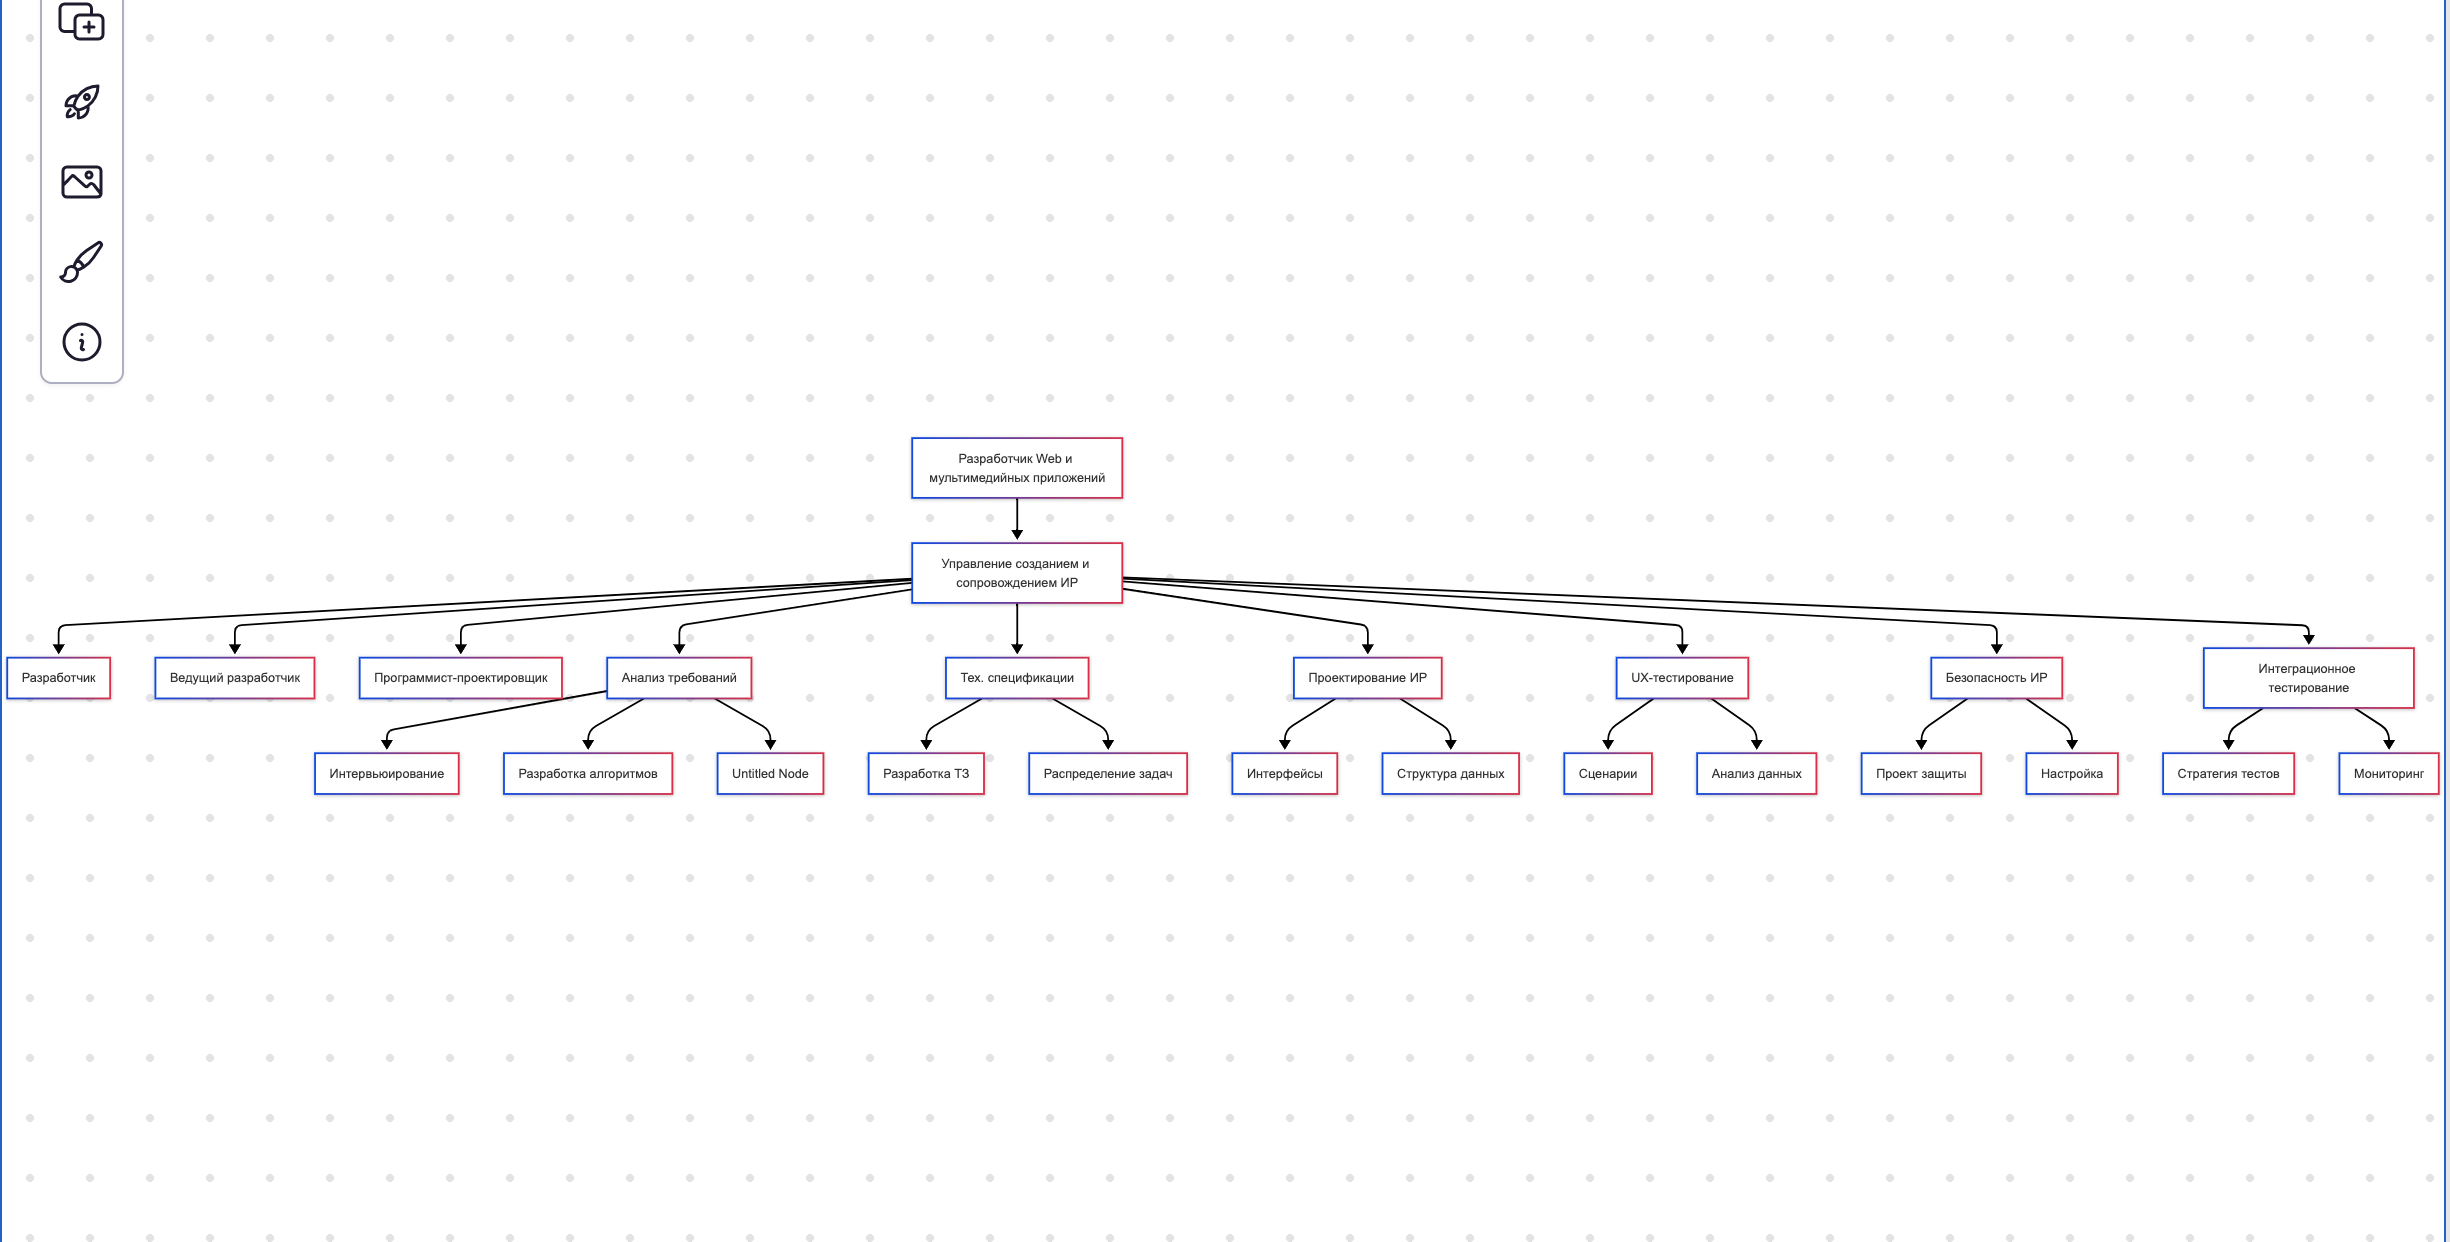 Разработчик Web и
мультимедийных приложений
Управление созданием и
сопровождением ИР
Разработчик
Ведущий разработчик
Программист-проектировщик
Анализ требований
Тех. спецификации
Проектирование ИР
UX-тестирование
Безопасность ИР
Интеграционное
тестирование
Интервьюирование
Разработка алгоритмов
Untitled Node
Разработка ТЗ
Распределение задач
Интерфейсы
Структура данных
Сценарии
Анализ данных
Проект защиты
Настройка
Стратегия тестов
Мониторинг